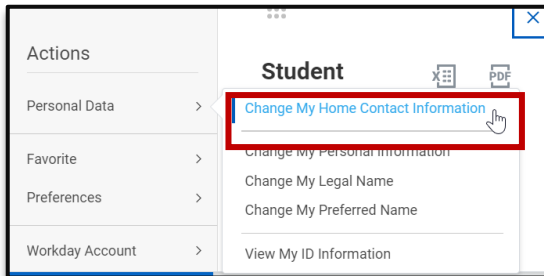 Actions
Student
PDF
Personal Data
Change My Home Contact Information
Change My Personal Information
Favorite
Change My Legal Name
Preferences
Change My Preferred Name
Workday Account
View My ID Information